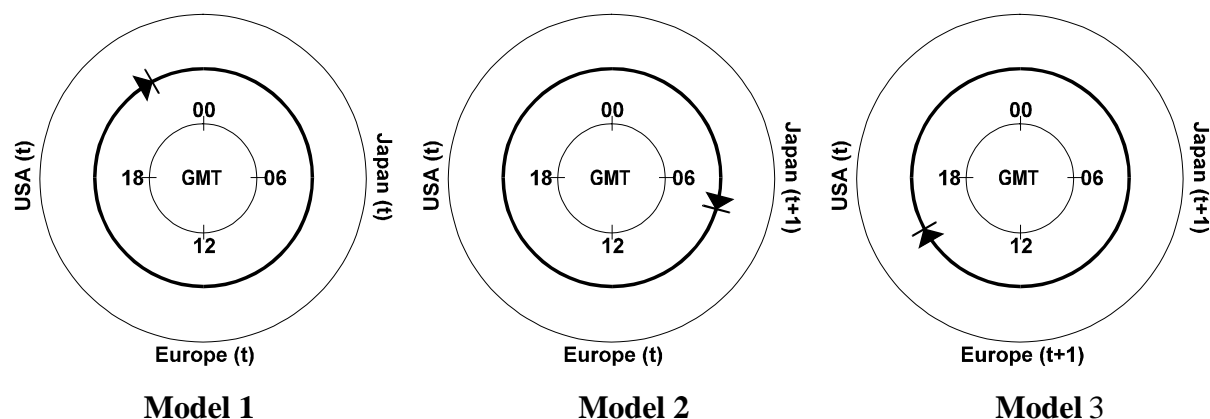 00
18 GMT 06
12
USA (t)
Japan (t)
Europe (t)
Model 1
00
18 GMT 06
12
USA (t)
Japan (t+1)
Europe (t)
Model 2
00
18 GMT 06
12
USA (t)
Japan (t+1)
Europe (t+1)
Model 3